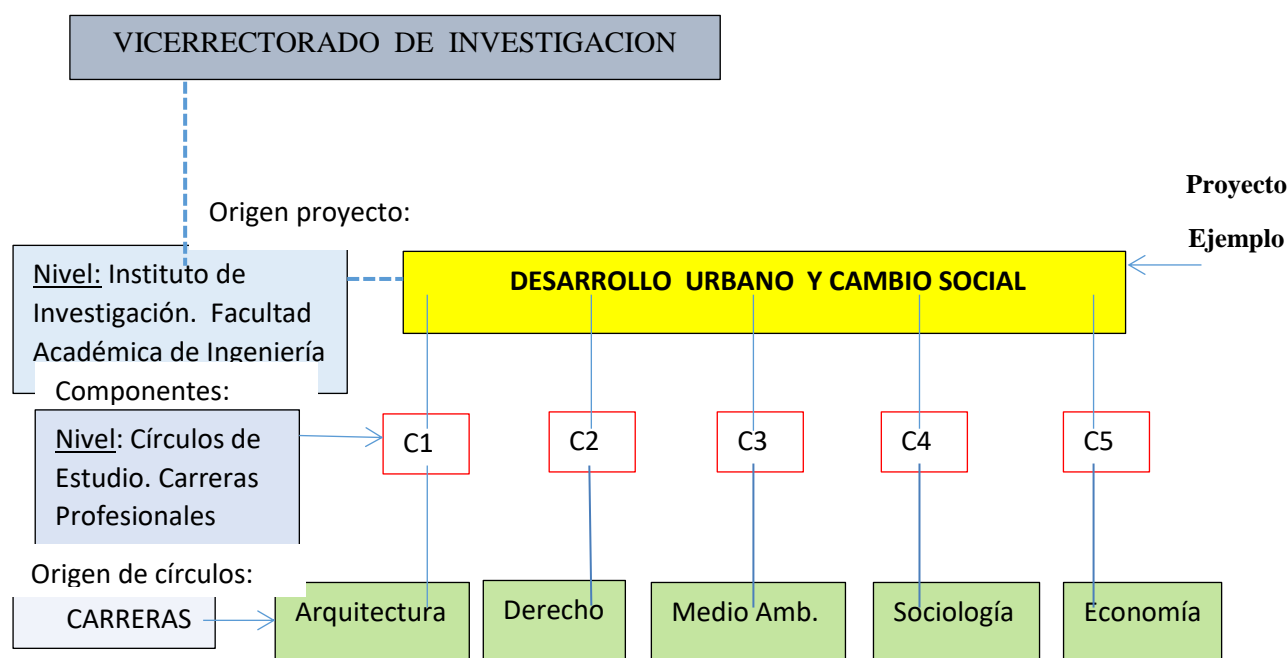 VICERRECTORADO DE INVESTIGACION
Proyecto
Origen proyecto:
Ejemplo
Nivel: Instituto de
Investigación. Facultad
Académica de Ingeniería
DESARROLLO URBANO Y CAMBIO SOCIAL
Componentes:
Nivel: Círculos de
Estudio. Carreras
Profesionales
C1
C2
C3
C4
C5
Origen de círculos:
CARRERAS
Arquitectura
Derecho
Medio Amb.
Sociología
Economía